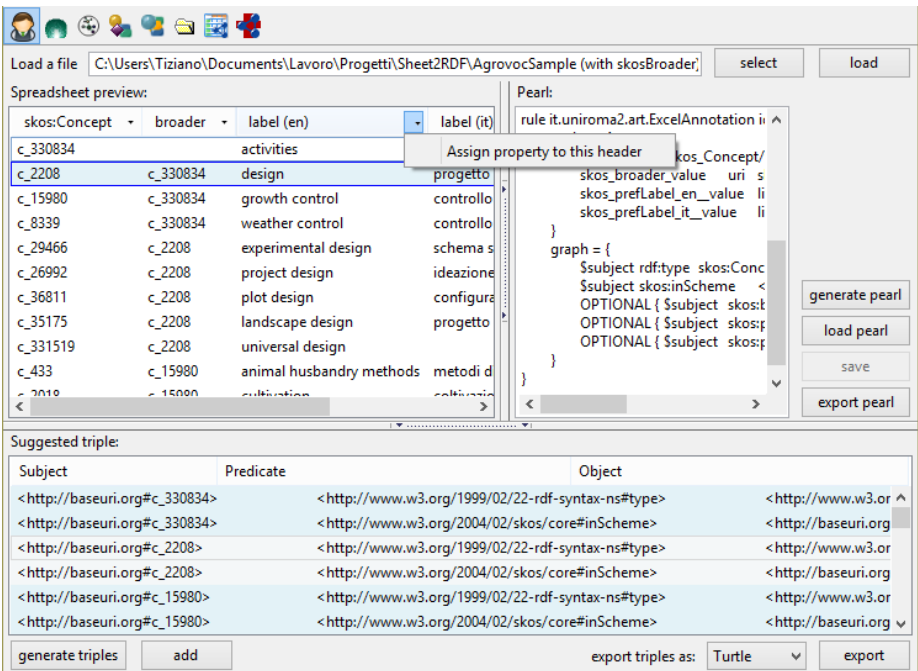 Load a file C:\Users\Tiziano\Documents\Lavoro\Progetti\Sheet2RDF\AgrovocSample (with skosBroader) select load
Spreadsheet preview:
skos:Concept broader label (en) label (it)
c_330834 activities
c_2208 c_330834 design progetto
c_15980 c_330834 growth control controllo
c_8339 c_330834 weather control controllo
c_29466 c_2208 experimental design schema s
c_26992 c_2208 project design ideazione
c_36811 c_2208 plot design configura
c_35175 c_2208 landscape design progetto
c_331519 c_2208 universal design
c_433 c_15980 animal husbandry methods metodi d
c_2018 c_15980 cultivation coltivazio
Assign property to this header
Pearl:
rule it.uniroma2.art.ExcelAnnotation i
skos_Concept/
skos_broader_value uri s
skos_prefLabel_en__value li
skos_prefLabel_it__value li
}
graph = {
$subject rdf:type skos:Conc
$subject skos:inScheme <
OPTIONAL { $subject skos:b
OPTIONAL { $subject skos:p
OPTIONAL { $subject skos:p
}
}
generate pearl
load pearl
save
export pearl
Suggested triple:
Subject Predicate Object
<http://baseuri.org#c_330834> <http://www.w3.org/1999/02/22-rdf-syntax-ns#type> <http://www.w3.or
<http://baseuri.org#c_330834> <http://www.w3.org/2004/02/skos/core#inScheme> <http://baseuri.org
<http://baseuri.org#c_2208> <http://www.w3.org/1999/02/22-rdf-syntax-ns#type> <http://www.w3.or
<http://baseuri.org#c_2208> <http://www.w3.org/2004/02/skos/core#inScheme> <http://baseuri.org
<http://baseuri.org#c_15980> <http://www.w3.org/1999/02/22-rdf-syntax-ns#type> <http://www.w3.or
<http://baseuri.org#c_15980> <http://www.w3.org/2004/02/skos/core#inScheme> <http://baseuri.org
generate triples add export triples as: Turtle export